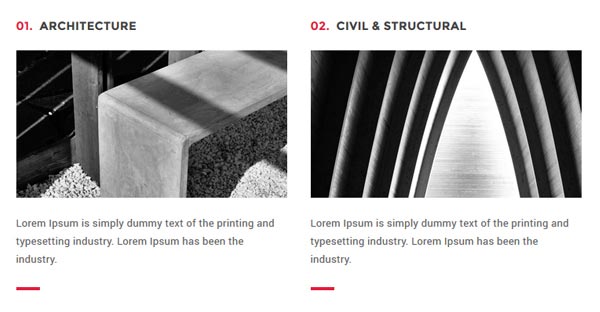 01. ARCHITECTURE
Lorem Ipsum is simply dummy text of the printing and
typesetting industry. Lorem Ipsum has been the
industry.
02. CIVIL & STRUCTURAL
Lorem Ipsum is simply dummy text of the printing and
typesetting industry. Lorem Ipsum has been the
industry.